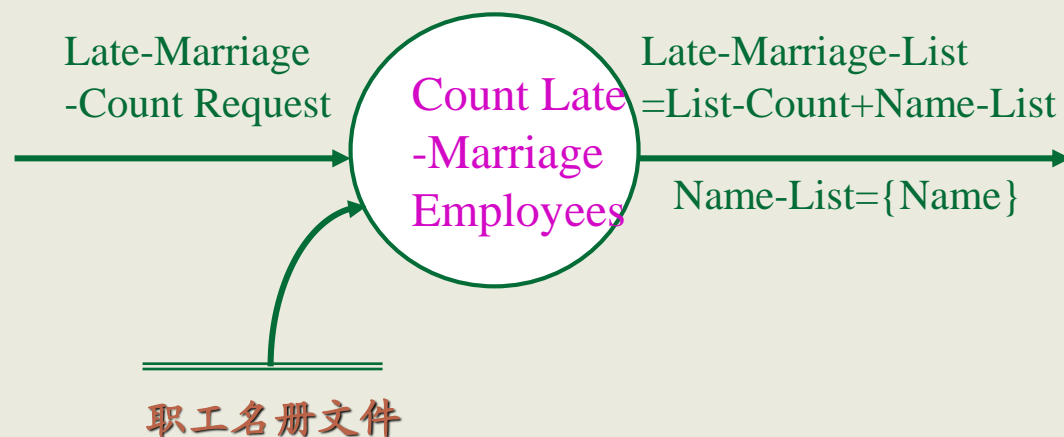 Late-Marriage
-Count Request
Count Late
-Marriage
Employees
Late-Marriage-List
=List-Count+Name-List
Name-List={Name}
职工名册文件